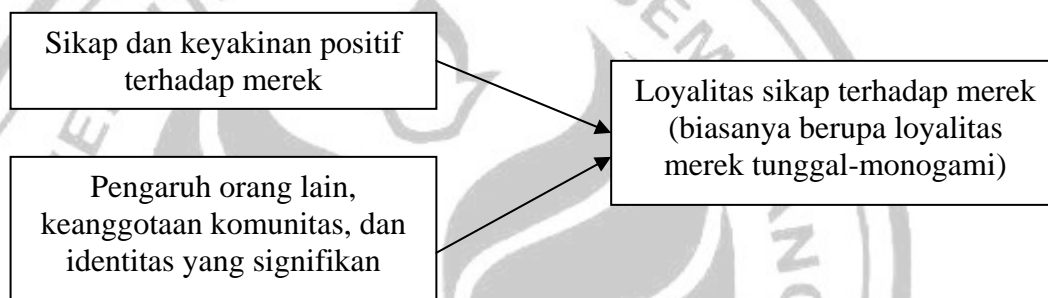 Sikap dan keyakinan positif
terhadap merek
Pengaruh orang lain,
keanggotaan komunitas, dan
identitas yang signifikan
Loyalitas sikap terhadap merek
(biasanya berupa loyalitas
merek tunggal-monogami)